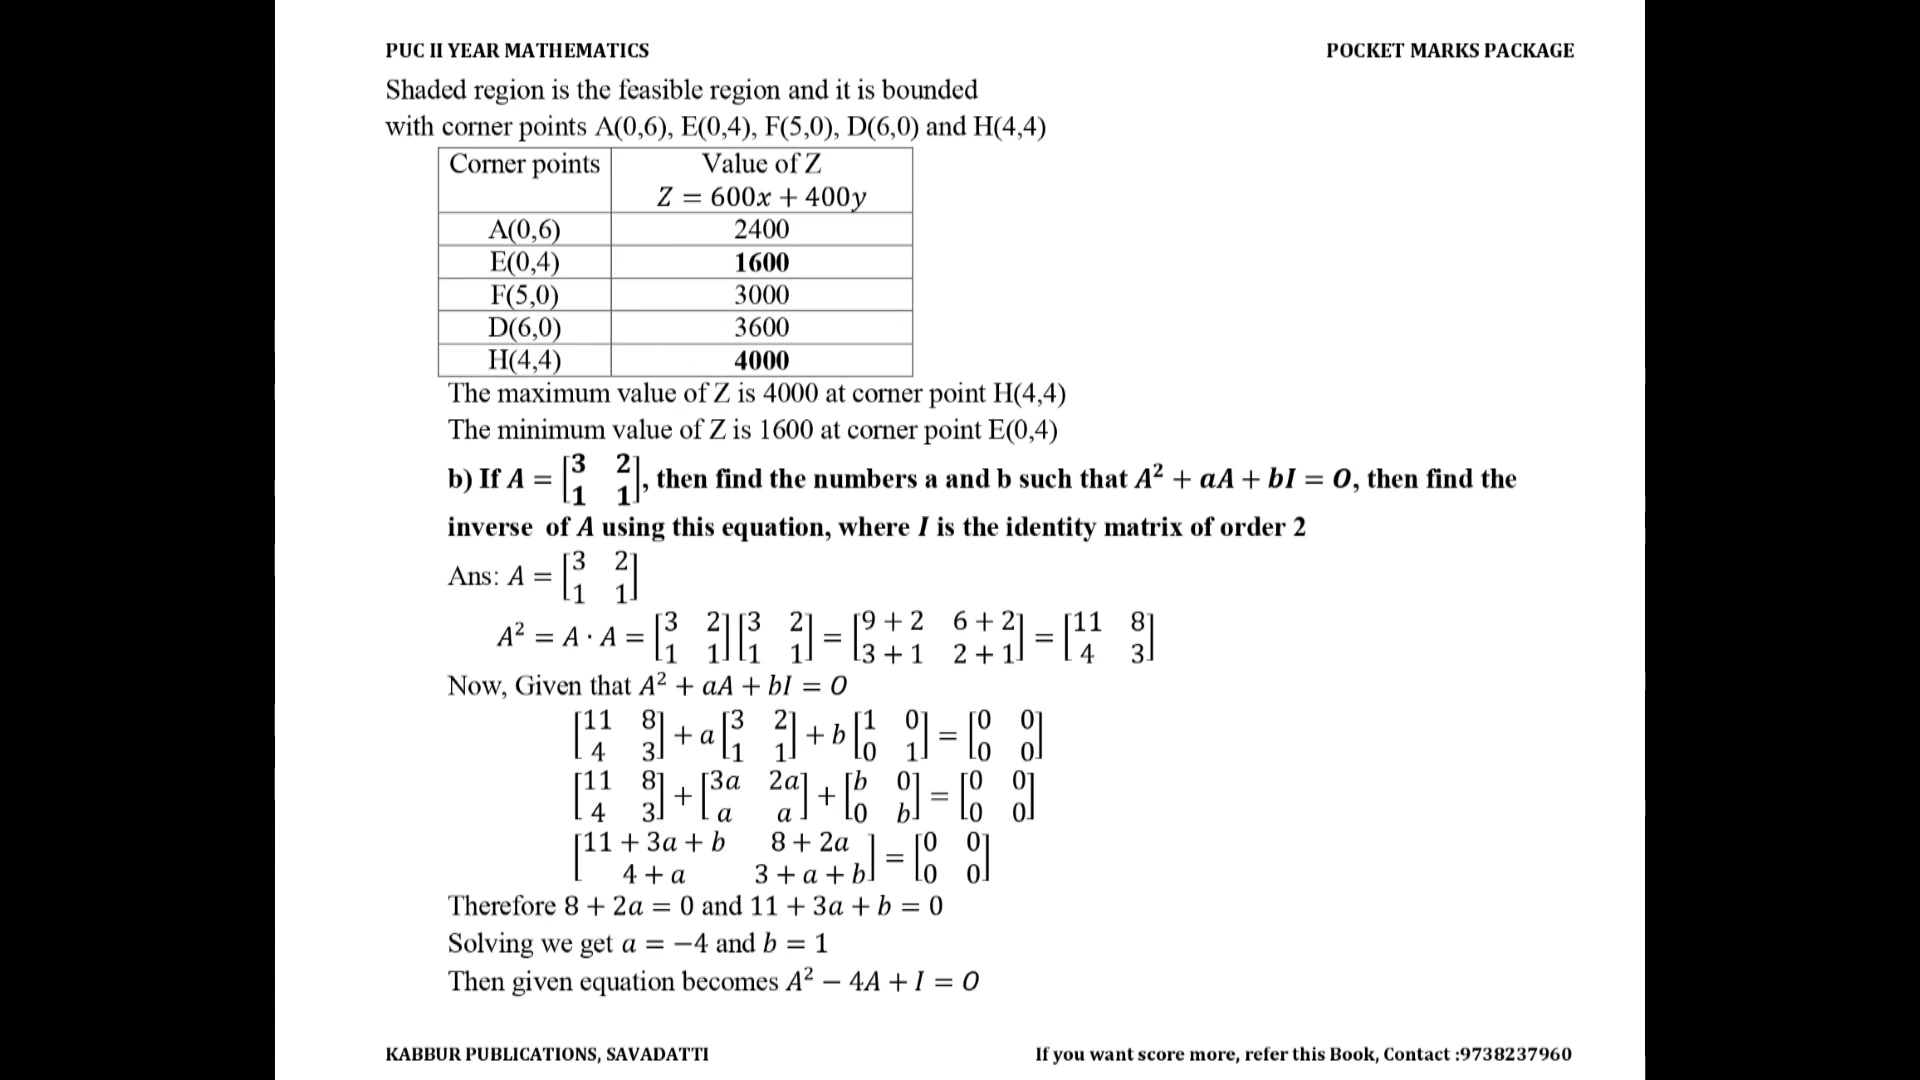 PUC II YEAR MATHEMATICS POCKET MARKS PACKAGE
Shaded region is the feasible region and it is bounded
with corner points A(0,6), E(0,4), F(5,0), D(6,0) and H(4,4)
Corner points Value of Z
Z = 600x + 400y
A(0,6) 2400
E(0,4) 1600
F(5,0) 3000
D(6,0) 3600
H(4,4) 4000
The maximum value of Z is 4000 at corner point H(4,4)
The minimum value of Z is 1600 at corner point E(0,4)
b) If A = [3 2; 1 1], then find the numbers a and b such that A² + aA + bI = O, then find the
inverse of A using this equation, where I is the identity matrix of order 2
Ans: A = [3 2; 1 1]
A² = A · A = [3 2; 1 1][3 2; 1 1] = [9 + 2 6 + 2; 3 + 1 2 + 1] = [11 8; 4 3]
Now, Given that A² + aA + bI = O
[11 8; 4 3] + a[3 2; 1 1] + b[1 0; 0 1] = [0 0; 0 0]
[11 8; 4 3] + [3a 2a; a a] + [b 0; 0 b] = [0 0; 0 0]
[11 + 3a + b 8 + 2a; 4 + a 3 + a + b] = [0 0; 0 0]
Therefore 8 + 2a = 0 and 11 + 3a + b = 0
Solving we get a = −4 and b = 1
Then given equation becomes A² − 4A + I = O
KABBUR PUBLICATIONS, SAVADATTI If you want score more, refer this Book, Contact :9738237960